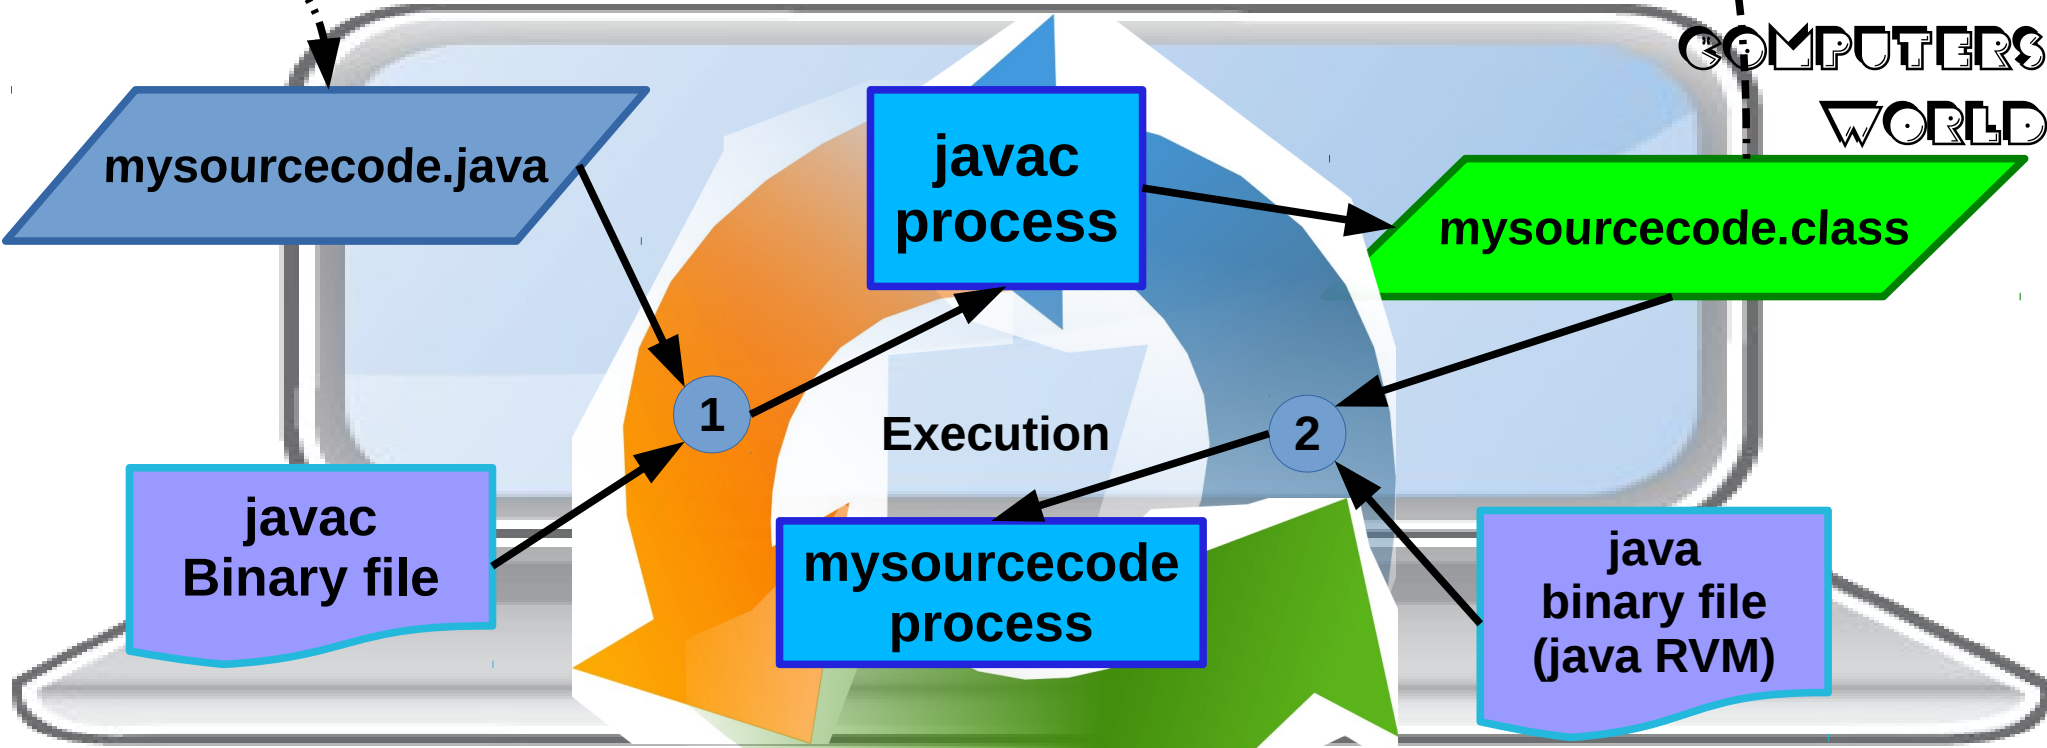 COMPUTERS
WORLD
mysourcecode.java
javac
process
mysourcecode.class
1
Execution
2
javac
Binary file
mysourcecode
process
java
binary file
(java RVM)